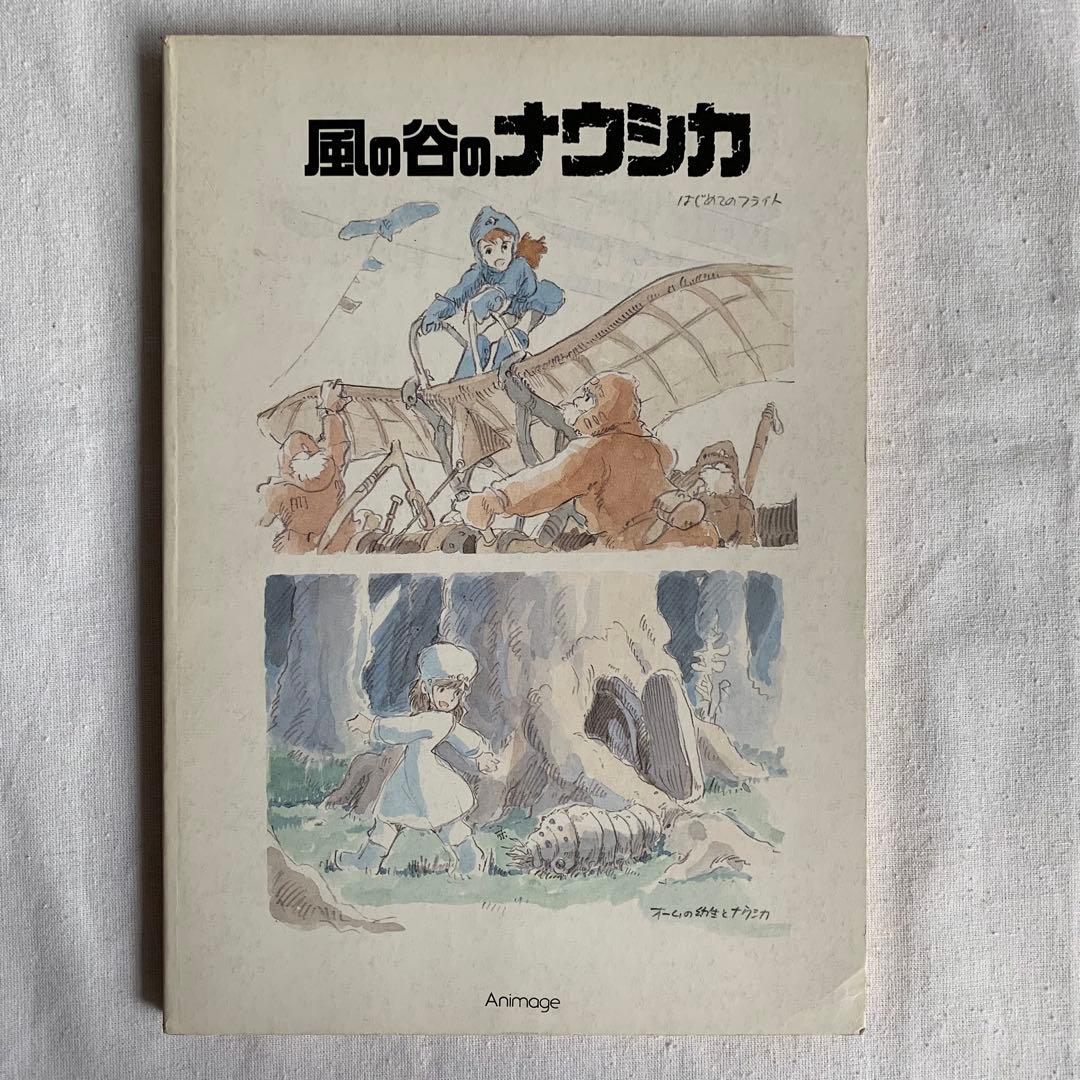 風の谷のナウシカ
はじめてのフライト
オームの幼生とナウシカ
Animage